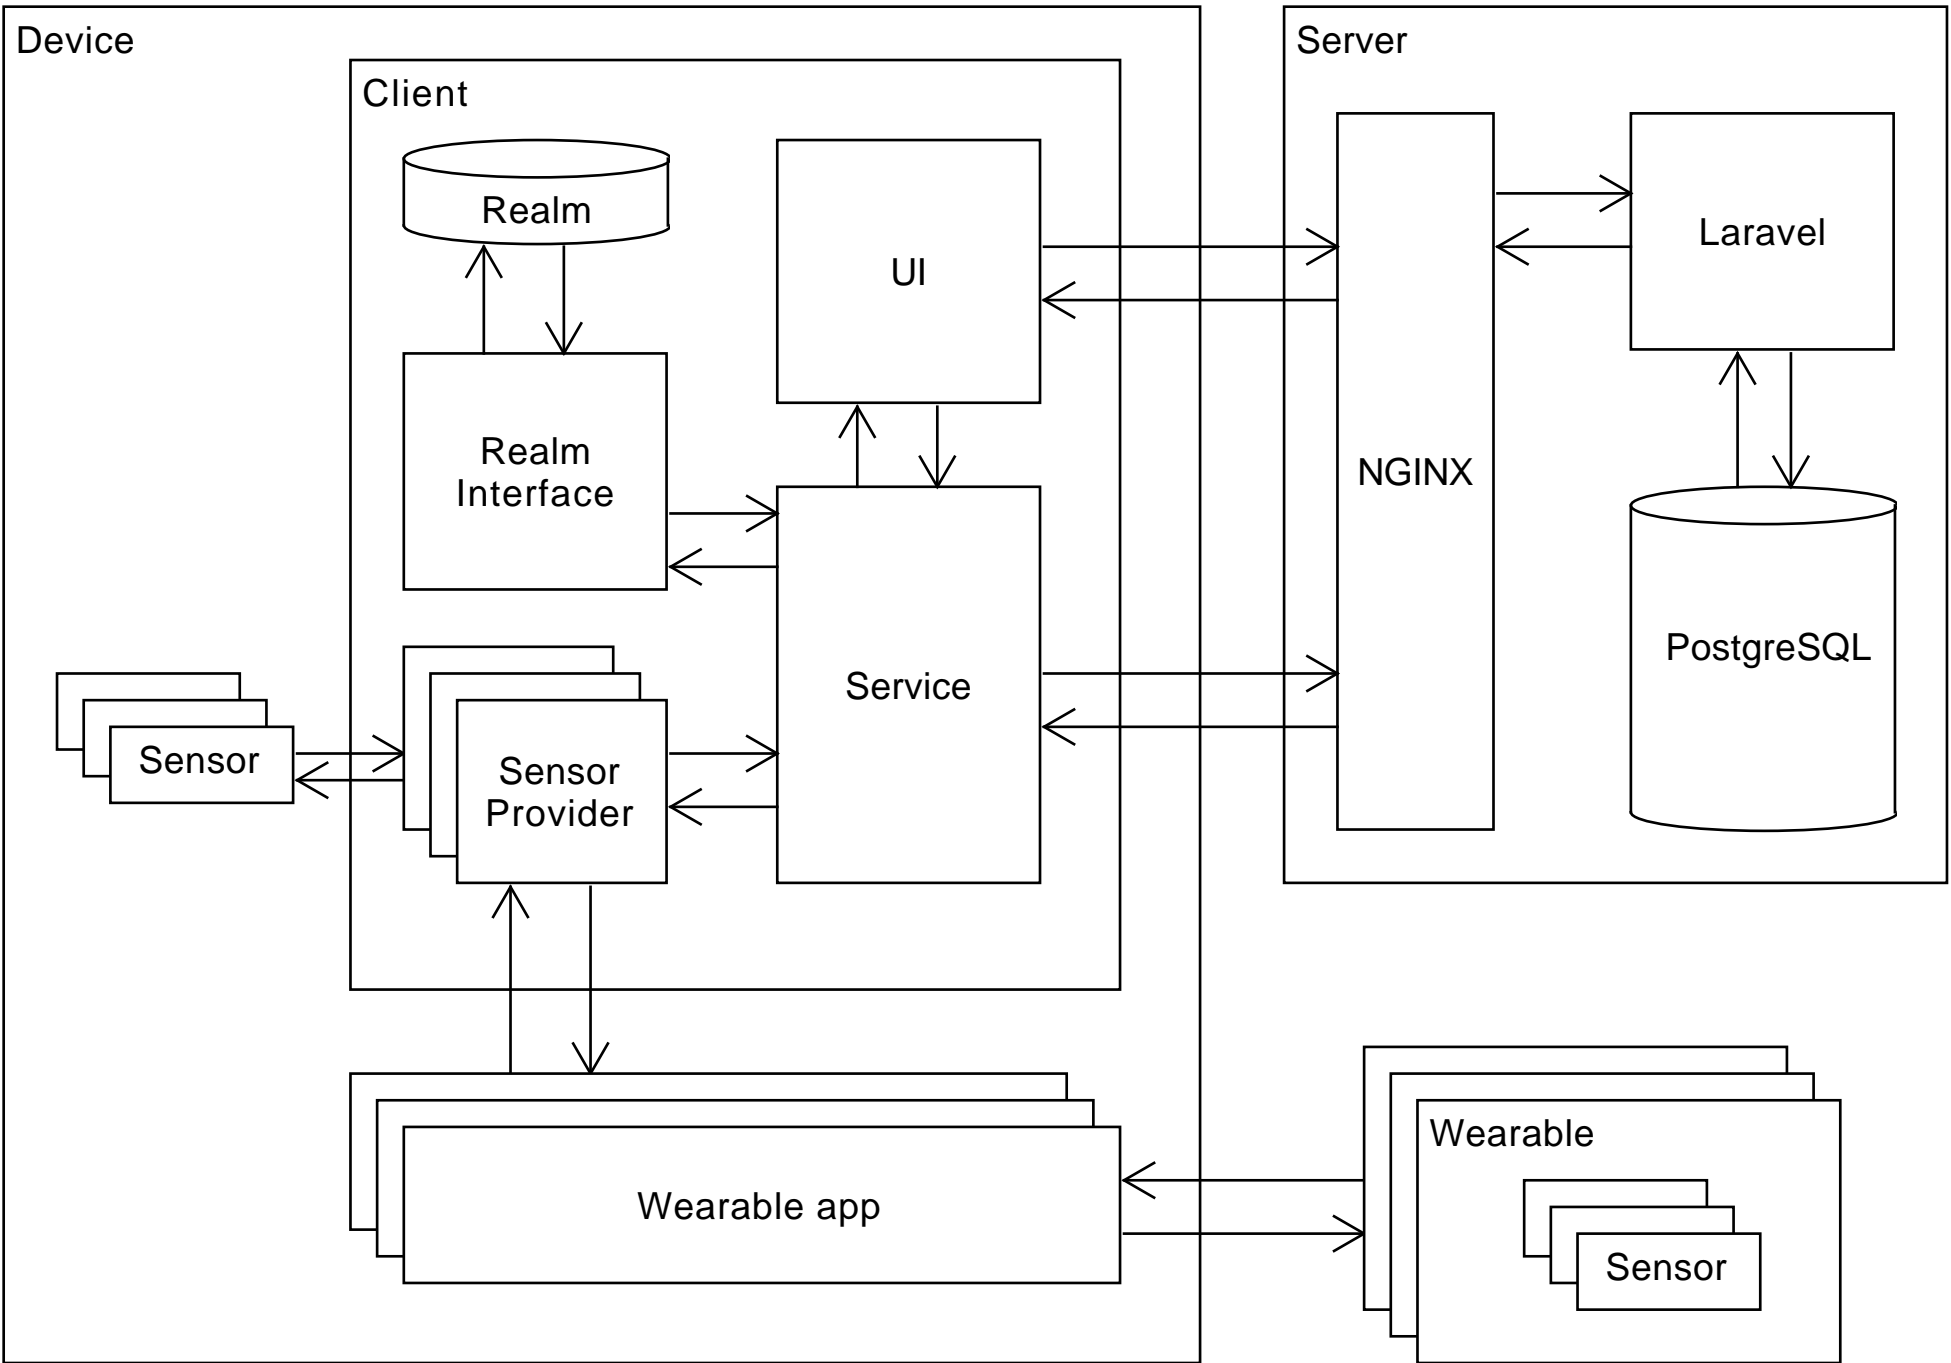 Device
Server
Client
Realm
UI
Laravel
Realm
Interface
NGINX
Service
PostgreSQL
Sensor
Sensor
Provider
Wearable
Wearable app
Sensor